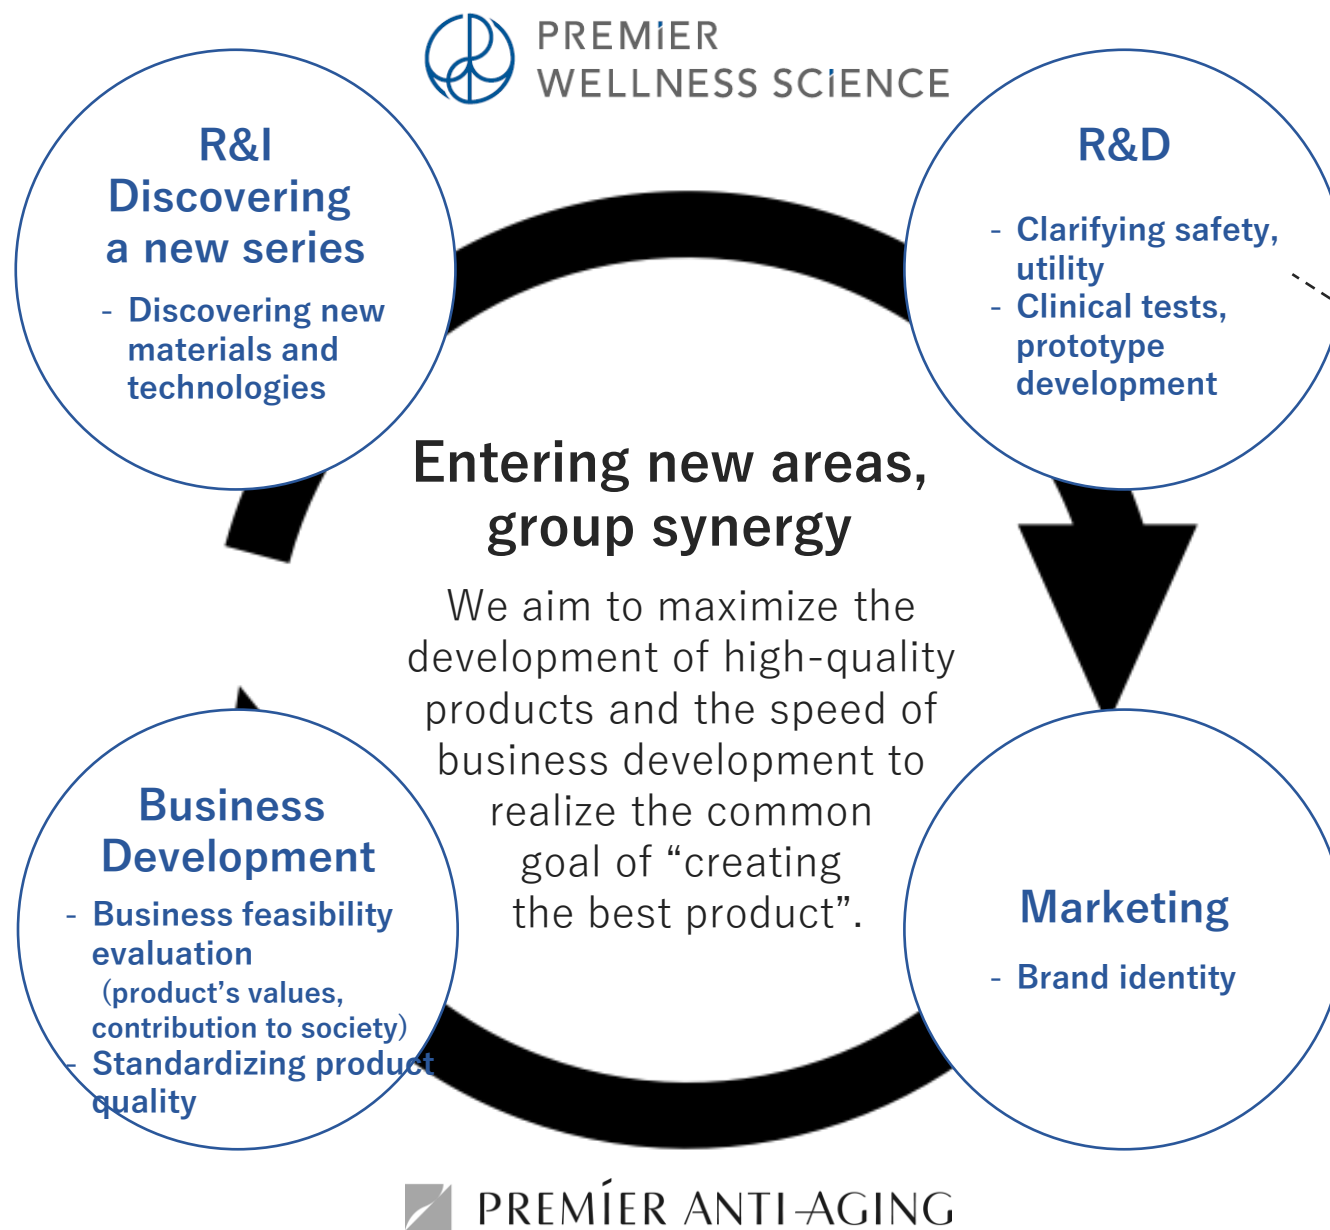 PREMiER
WELLNESS SCiENCE
R&I
Discovering
a new series
- Discovering new
materials and
technologies
R&D
- Clarifying safety,
utility
- Clinical tests,
prototype
development
Entering new areas,
group synergy
We aim to maximize the
development of high-quality
products and the speed of
business development to
realize the common
goal of “creating
the best product”.
Business
Development
- Business feasibility
evaluation
(product’s values,
contribution to society)
- Standardizing product
quality
Marketing
- Brand identity
PREMÍER ANTI-AGING